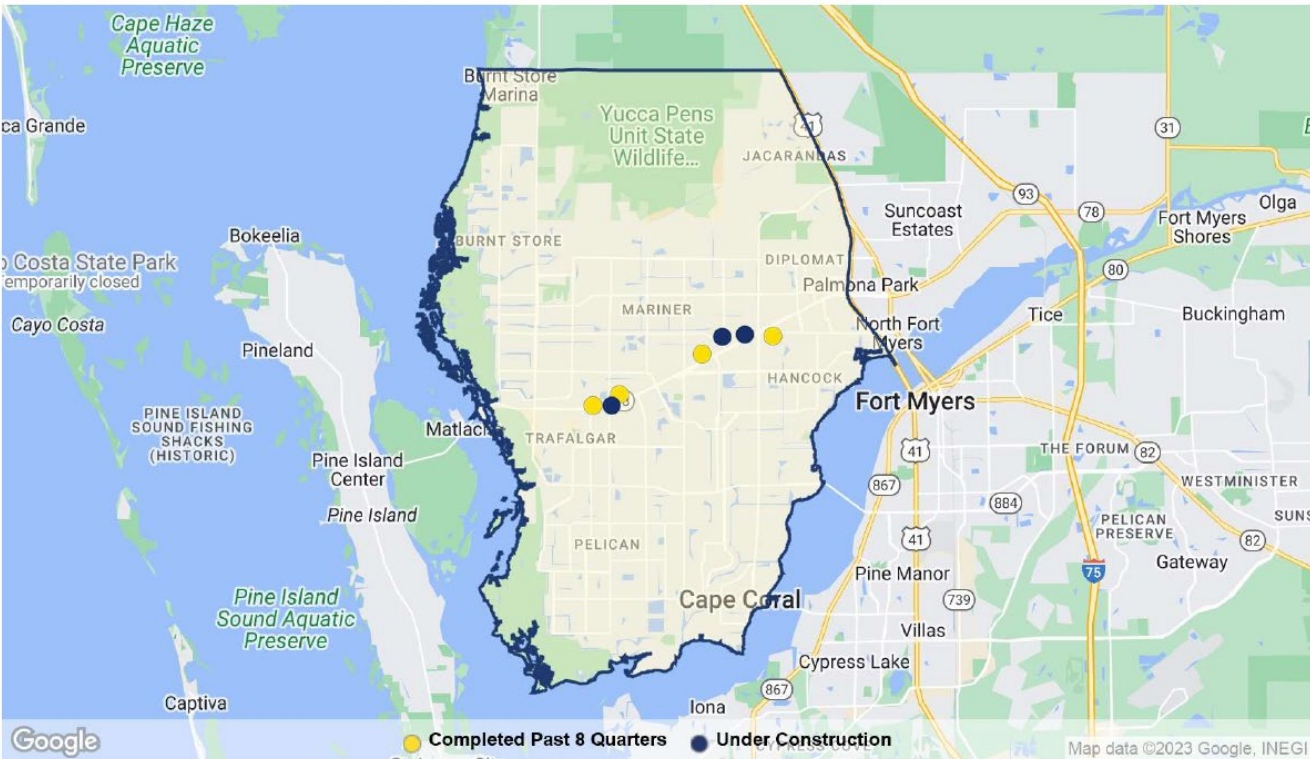 Cape Haze
Aquatic
Preserve
Burnt Store
Marina
ca Grande
Yucca Pens
Unit State
Wildlife...
41
31
JACARANDAS
93
78
Olga
Suncoast
Estates
Fort Myers
Shores
Bokeelia
BURNT STORE
o Costa State Park
Temporarily closed
DIPLOMAT
80
Palmona Park
MARINER
Cayo Costa
North Fort
Myers
Tice
Buckingham
Pineland
HANCOCK
Fort Myers
PINE ISLAND
SOUND FISHING
SHACKS
(HISTORIC)
Matlacha
TRAFALGAR
41
THE FORUM
82
Pine Island
Center
867
WESTMINISTER
884
Pine Island
PELICAN
PRESERVE
SUNS
41
82
PELICAN
Gateway
75
Pine Manor
Pine Island
Sound Aquatic
Preserve
Cape Coral
739
Villas
Cypress Lake
867
Captiva
Iona
Google
Completed Past 8 Quarters
Under Construction
CYPRESS COVE
Map data ©2023 Google, INEGI